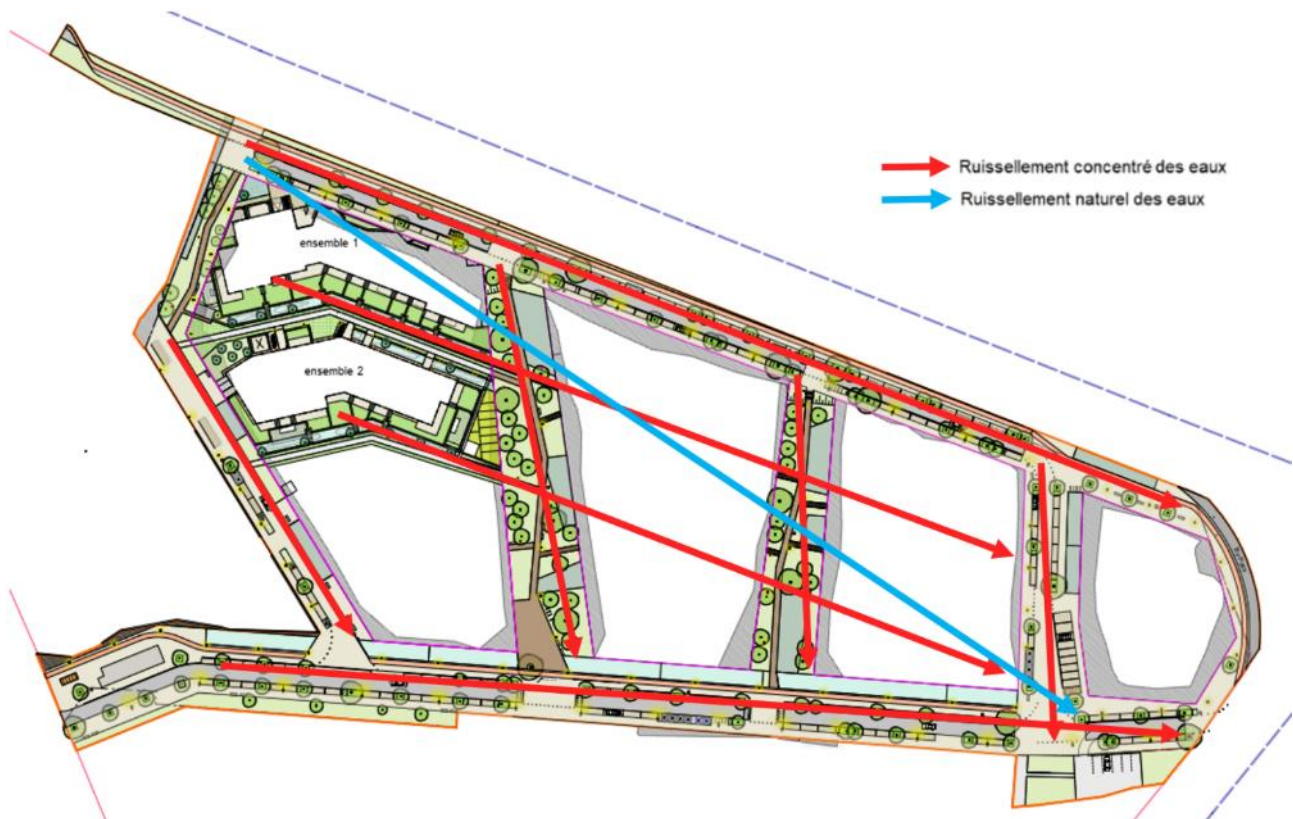 Ruissellement concentré des eaux
Ruissellement naturel des eaux
ensemble 1
ensemble 2